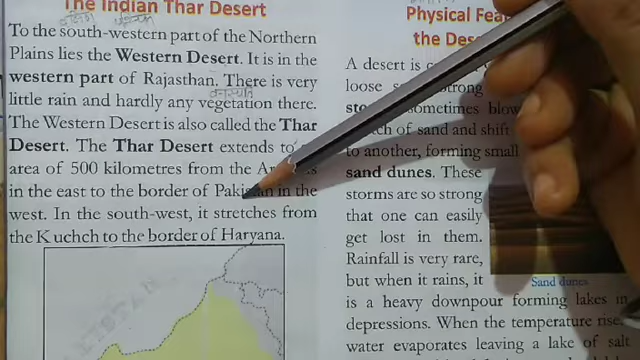 The Indian Thar Desert
To the south-western part of the Northern
Plains lies the Western Desert. It is in the
western part of Rajasthan. There is very
वनस्पति
little rain and hardly any vegetation there.
The Western Desert is also called the Thar
Desert. The Thar Desert extends to
area of 500 kilometres from the
in the east to the border of Pakistan in the
west. In the south-west, it stretches from
the Kuchch to the border of Haryana.
Physical
the
A desert is
loose strong
sometimes blow
of sand and shift
to another, forming small
sand dunes. These
storms are so strong
that one can easily
get lost in them.
Rainfall is very rare,
but when it rains, it
is a heavy downpour forming lakes in
depressions. When the temperature rise
water evaporates leaving a lake of salt
Sand dunes